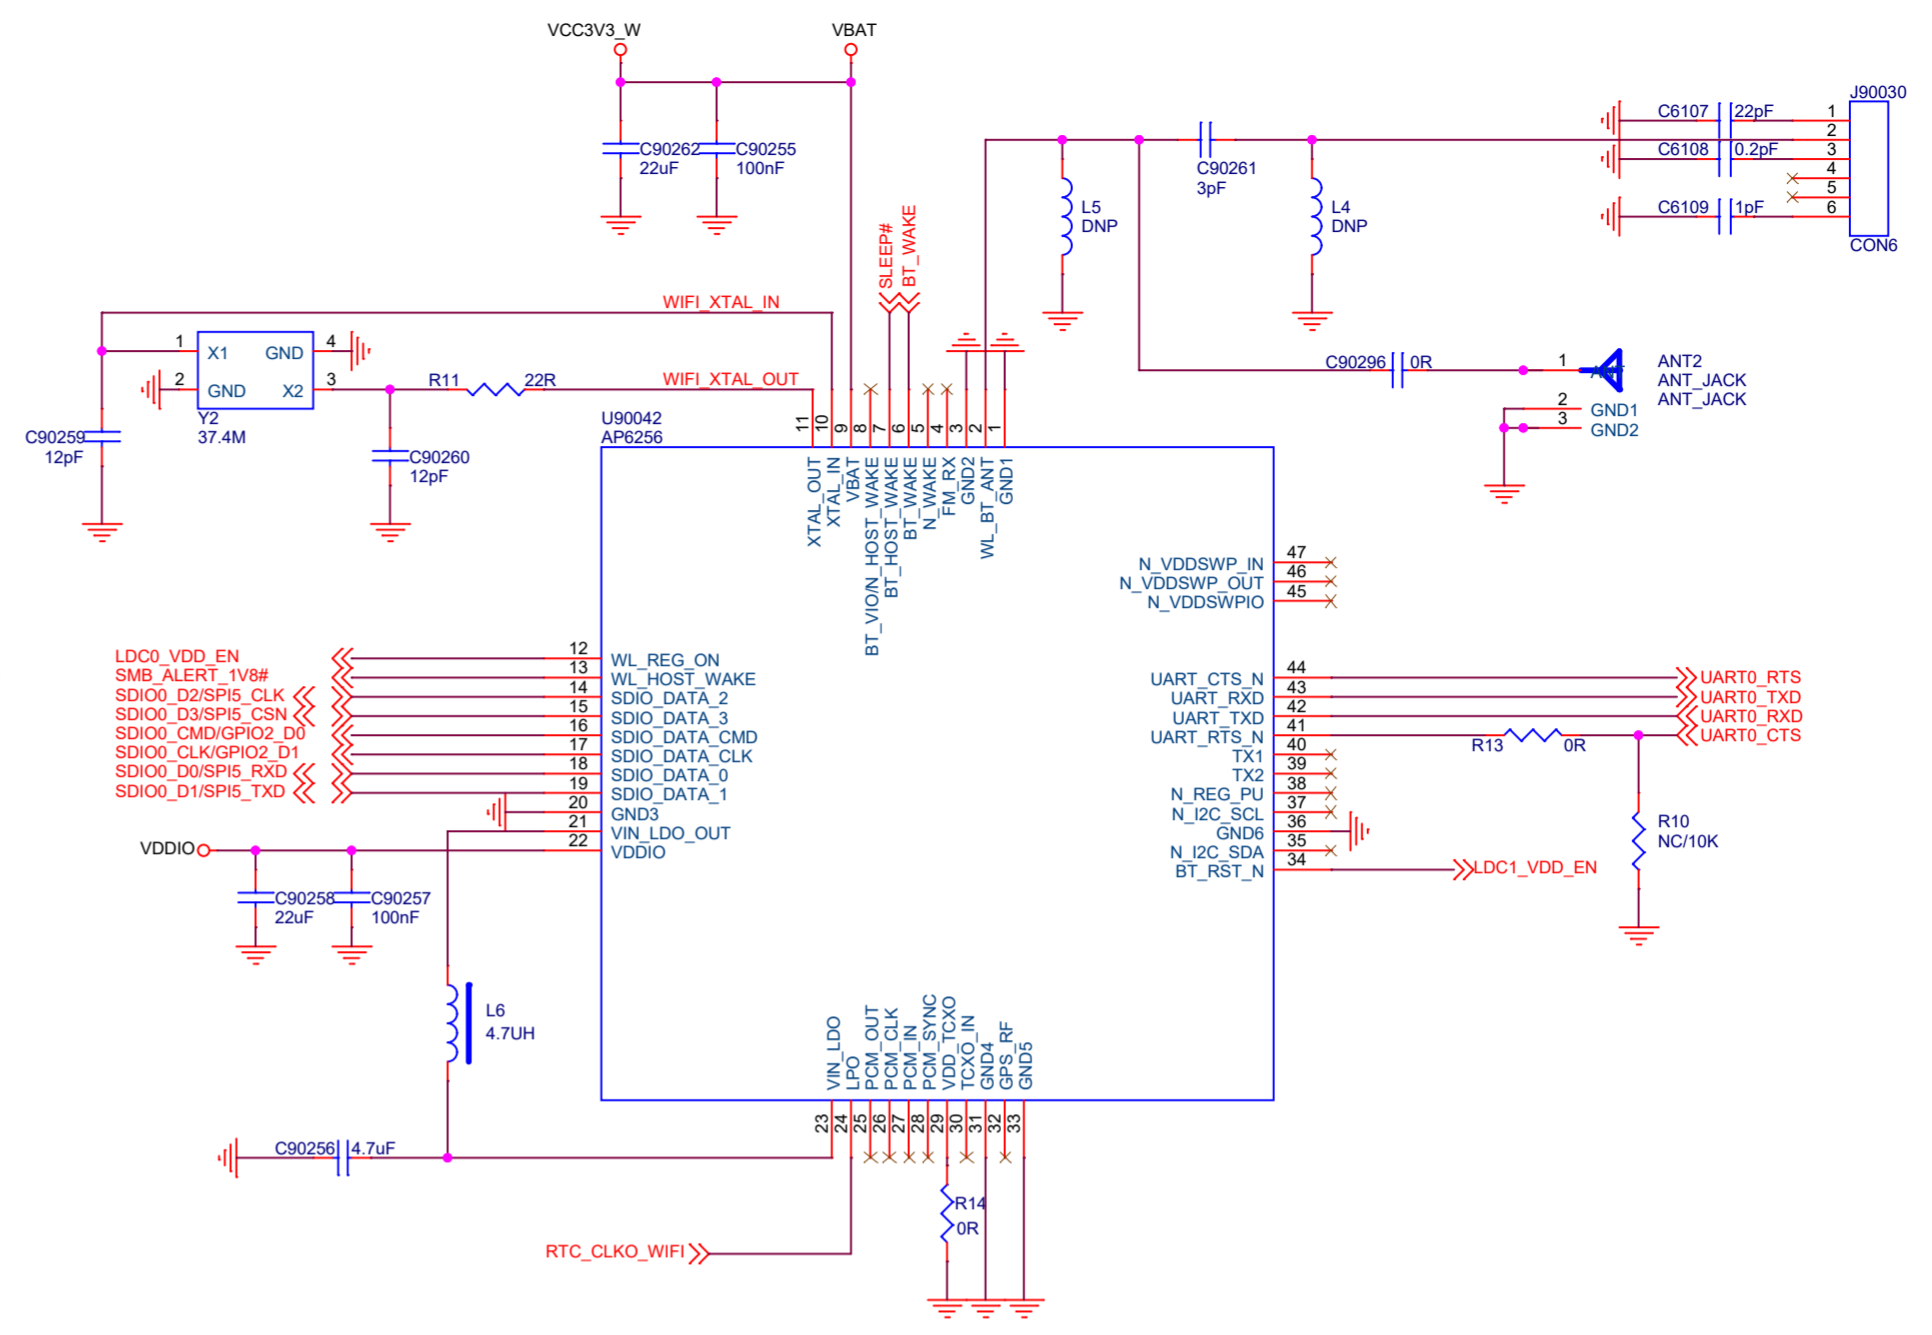 VCC3V3_W
VBAT
C90262
22uF
C90255
100nF
C90261
3pF
L5
DNP
L4
DNP
J90030
C6107
22pF
1
2
C6108
0.2pF
3
4
5
C6109
1pF
6
CON6
SLEEP#
BT_WAKE
WIFI_XTAL_IN
1
X1
GND
4
2
GND
X2
3
Y2
37.4M
R11
22R
WIFI_XTAL_OUT
C90259
12pF
C90260
12pF
C90296
0R
1
ANT2
ANT_JACK
ANT_JACK
2
GND1
3
GND2
U90042
AP6256
11
10
9
8
7
6
5
4
3
2
1
XTAL_OUT
XTAL_IN
VBAT
BT_VIO/N_HOST_WAKE
BT_HOST_WAKE
BT_WAKE
N_WAKE
FM_RX
GND2
WL_BT_ANT
GND1
N_VDDSWP_IN
47
N_VDDSWP_OUT
46
N_VDDSWPIO
45
LDC0_VDD_EN
12
WL_REG_ON
SMB_ALERT_1V8#
13
WL_HOST_WAKE
SDIO0_D2/SPI5_CLK
14
SDIO_DATA_2
SDIO0_D3/SPI5_CSN
15
SDIO_DATA_3
SDIO0_CMD/GPIO2_D0
16
SDIO_DATA_CMD
SDIO0_CLK/GPIO2_D1
17
SDIO_DATA_CLK
SDIO0_D0/SPI5_RXD
18
SDIO_DATA_0
SDIO0_D1/SPI5_TXD
19
SDIO_DATA_1
20
GND3
21
VIN_LDO_OUT
22
VDDIO
VDDIO
UART_CTS_N
44
UART0_RTS
UART_RXD
43
UART0_TXD
UART_TXD
42
UART0_RXD
UART_RTS_N
41
R13
0R
UART0_CTS
TX1
40
TX2
39
N_REG_PU
38
N_I2C_SCL
37
GND6
36
N_I2C_SDA
35
BT_RST_N
34
LDC1_VDD_EN
R10
NC/10K
C90258
22uF
C90257
100nF
L6
4.7UH
C90256
4.7uF
VIN_LDO
LPO
PCM_OUT
PCM_CLK
PCM_IN
PCM_SYNC
VDD_TCXO
TCXO_IN
GND4
GPS_RF
GND5
23
24
25
26
27
28
29
30
31
32
33
R14
0R
RTC_CLKO_WIFI